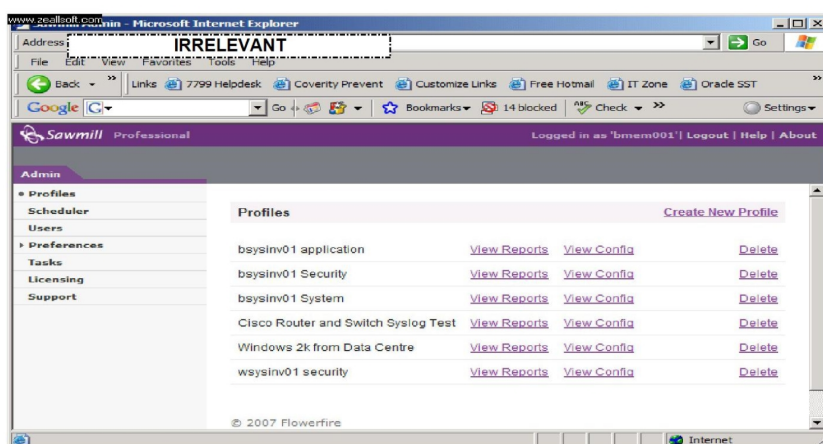 www.zeallsoft.com
Admin - Microsoft Internet Explorer
Address IRRELEVANT Go
File Edit View Favorites Tools Help
Back » Links 7799 Helpdesk Coverity Prevent Customize Links Free Hotmail IT Zone Oracle SST »
Google G Go Bookmarks 14 blocked ABC Check » Settings
Sawmill Professional Logged in as 'bmem001'| Logout | Help | About
Admin
Profiles
Scheduler
Users
Preferences
Tasks
Licensing
Support
Profiles Create New Profile
bsysinv01 application View Reports View Config Delete
bsysinv01 Security View Reports View Config Delete
bsysinv01 System View Reports View Config Delete
Cisco Router and Switch Syslog Test View Reports View Config Delete
Windows 2k from Data Centre View Reports View Config Delete
wsysinv01 security View Reports View Config Delete
© 2007 Flowerfire
Internet